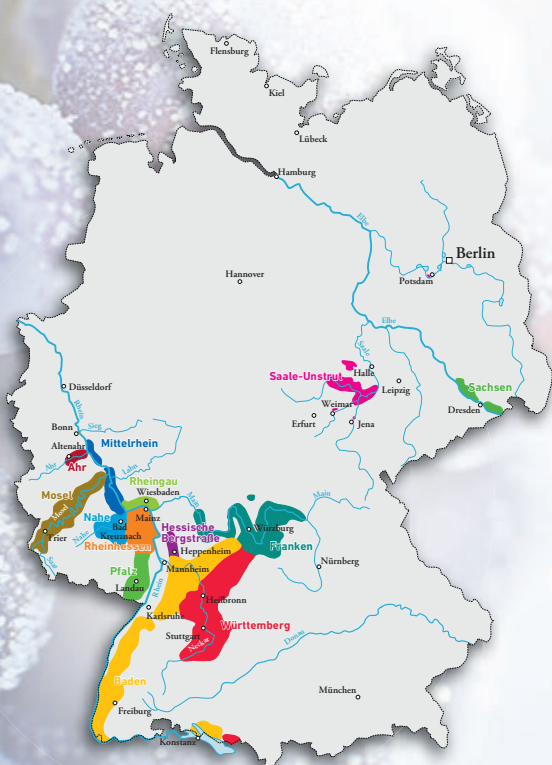 Flensburg
Kiel
Lübeck
Hamburg
Elbe
Berlin
Potsdam
Hannover
Elbe
Saale
Halle
Saale-Unstrut
Leipzig
Sachsen
Dresden
Weimar
Erfurt
Jena
Düsseldorf
Rhein
Bonn
Sieg
Altenahr
Mittelrhein
Ahr
Ahr
Lahn
Rheingau
Wiesbaden
Mosel
Mosel
Main
Main
Nahe
Mainz
Bad
Kreuznach
Hessische
Bergstraße
Würzburg
Trier
Nahe
Rheinhessen
Heppenheim
Franken
Saar
Pfalz
Mannheim
Nürnberg
Landau
Rhein
Heilbronn
Karlsruhe
Württemberg
Stuttgart
Neckar
Donau
Baden
München
Freiburg
Konstanz